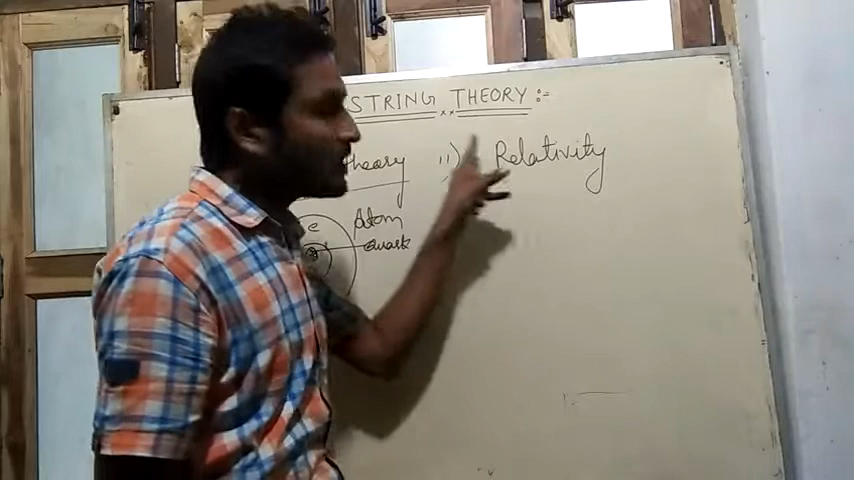 STRING THEORY :-
theory
ii) Relativity
e Atom
quark